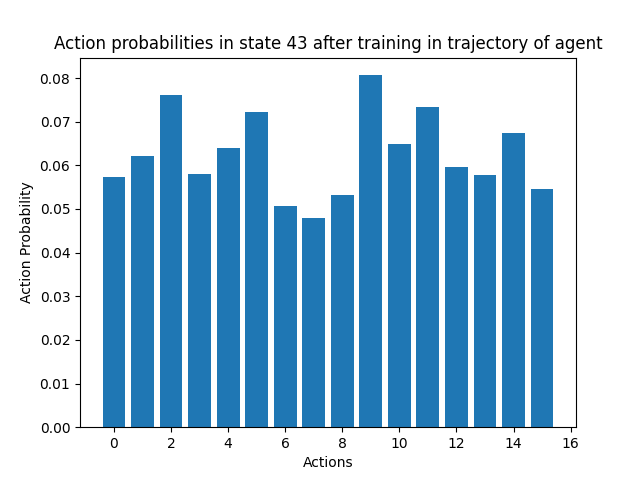 Action probabilities in state 43 after training in trajectory of agent
Action Probability
0.08
0.07
0.06
0.05
0.04
0.03
0.02
0.01
0.00
0 2 4 6 8 10 12 14 16
Actions